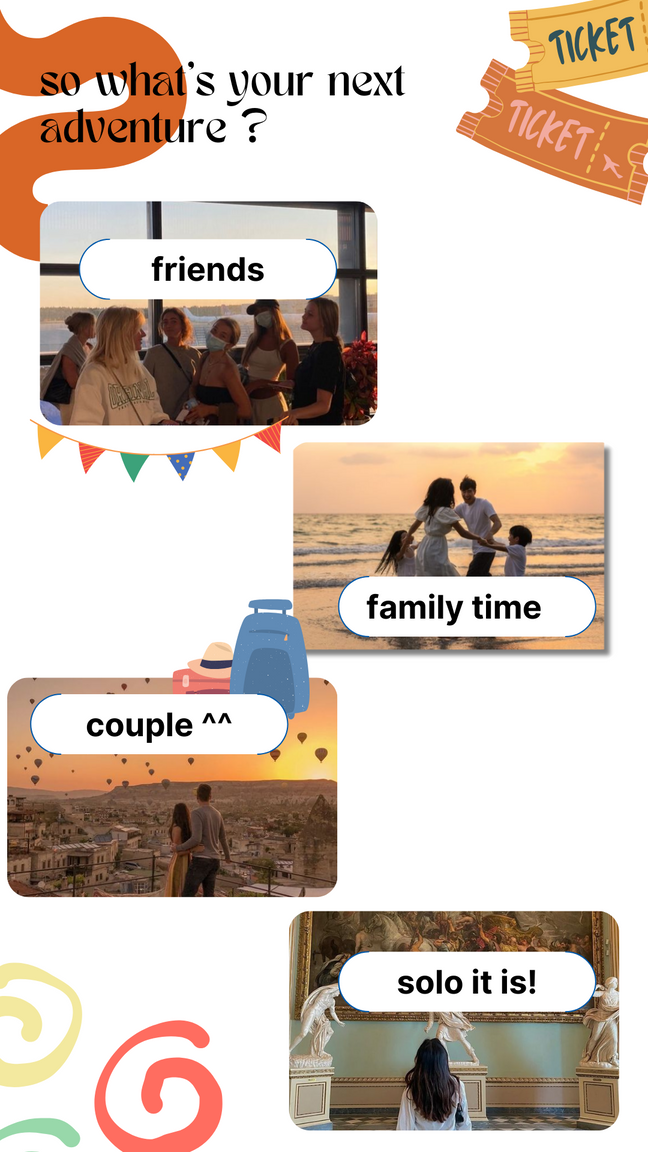 so what's your next
adventure ?
TICKET
TICKET
friends
family time
couple ^^
solo it is!